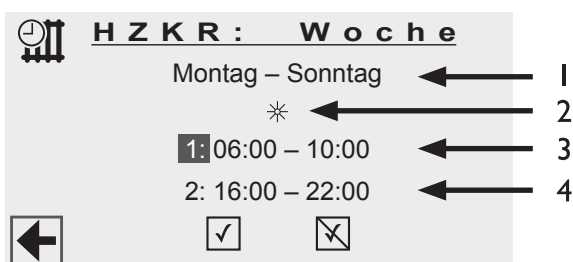 HZKR: Woche
Montag – Sonntag 1
2
1: 06:00 – 10:00 3
2: 16:00 – 22:00 4